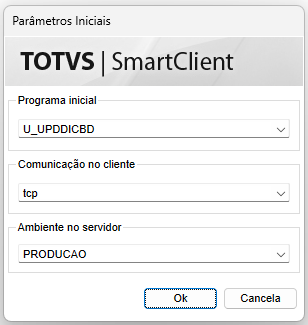 Parâmetros Iniciais
TOTVS | SmartClient
Programa inicial
U_UPDDICBD
Comunicação no cliente
tcp
Ambiente no servidor
PRODUCAO
Ok
Cancela